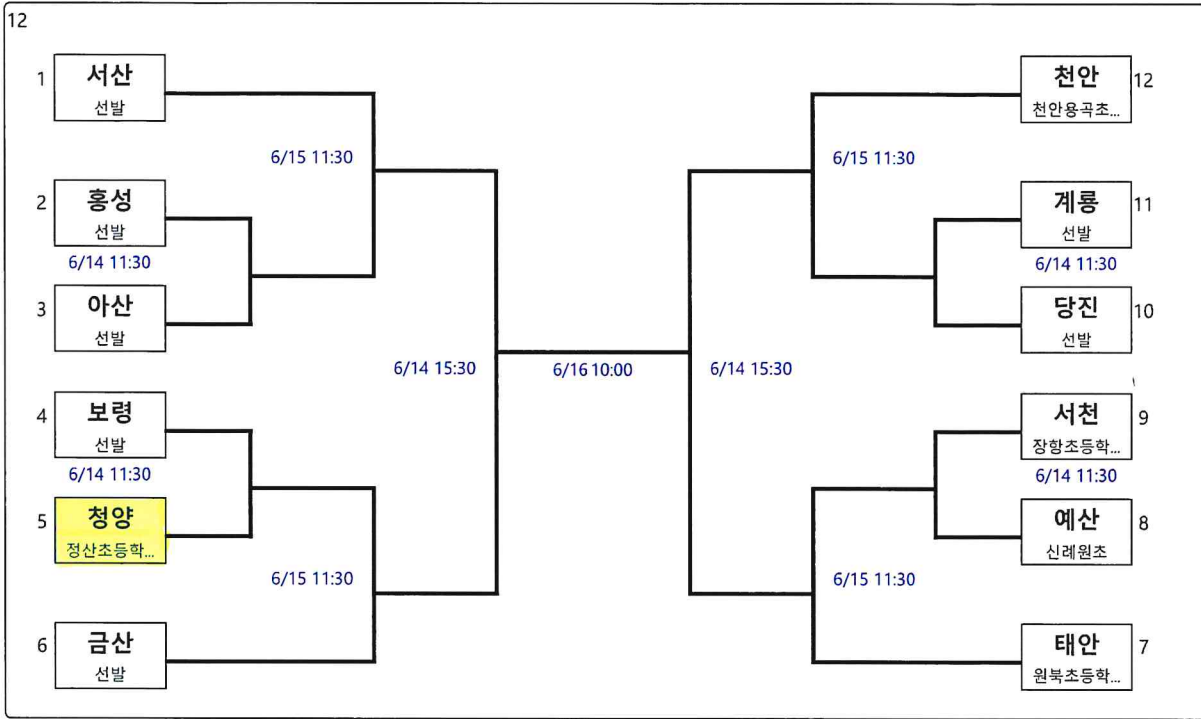 12
1
서산
선발
6/15 11:30
2
홍성
선발
6/14 11:30
3
아산
선발
6/14 15:30
4
보령
선발
6/14 11:30
5
청양
정산초등학...
6/15 11:30
6
금산
선발
6/16 10:00
천안
12
천안용곡초...
6/15 11:30
계룡
11
선발
6/14 11:30
당진
10
선발
6/14 15:30
서천
9
장항초등학...
6/14 11:30
예산
8
신례원초
6/15 11:30
태안
7
원북초등학...